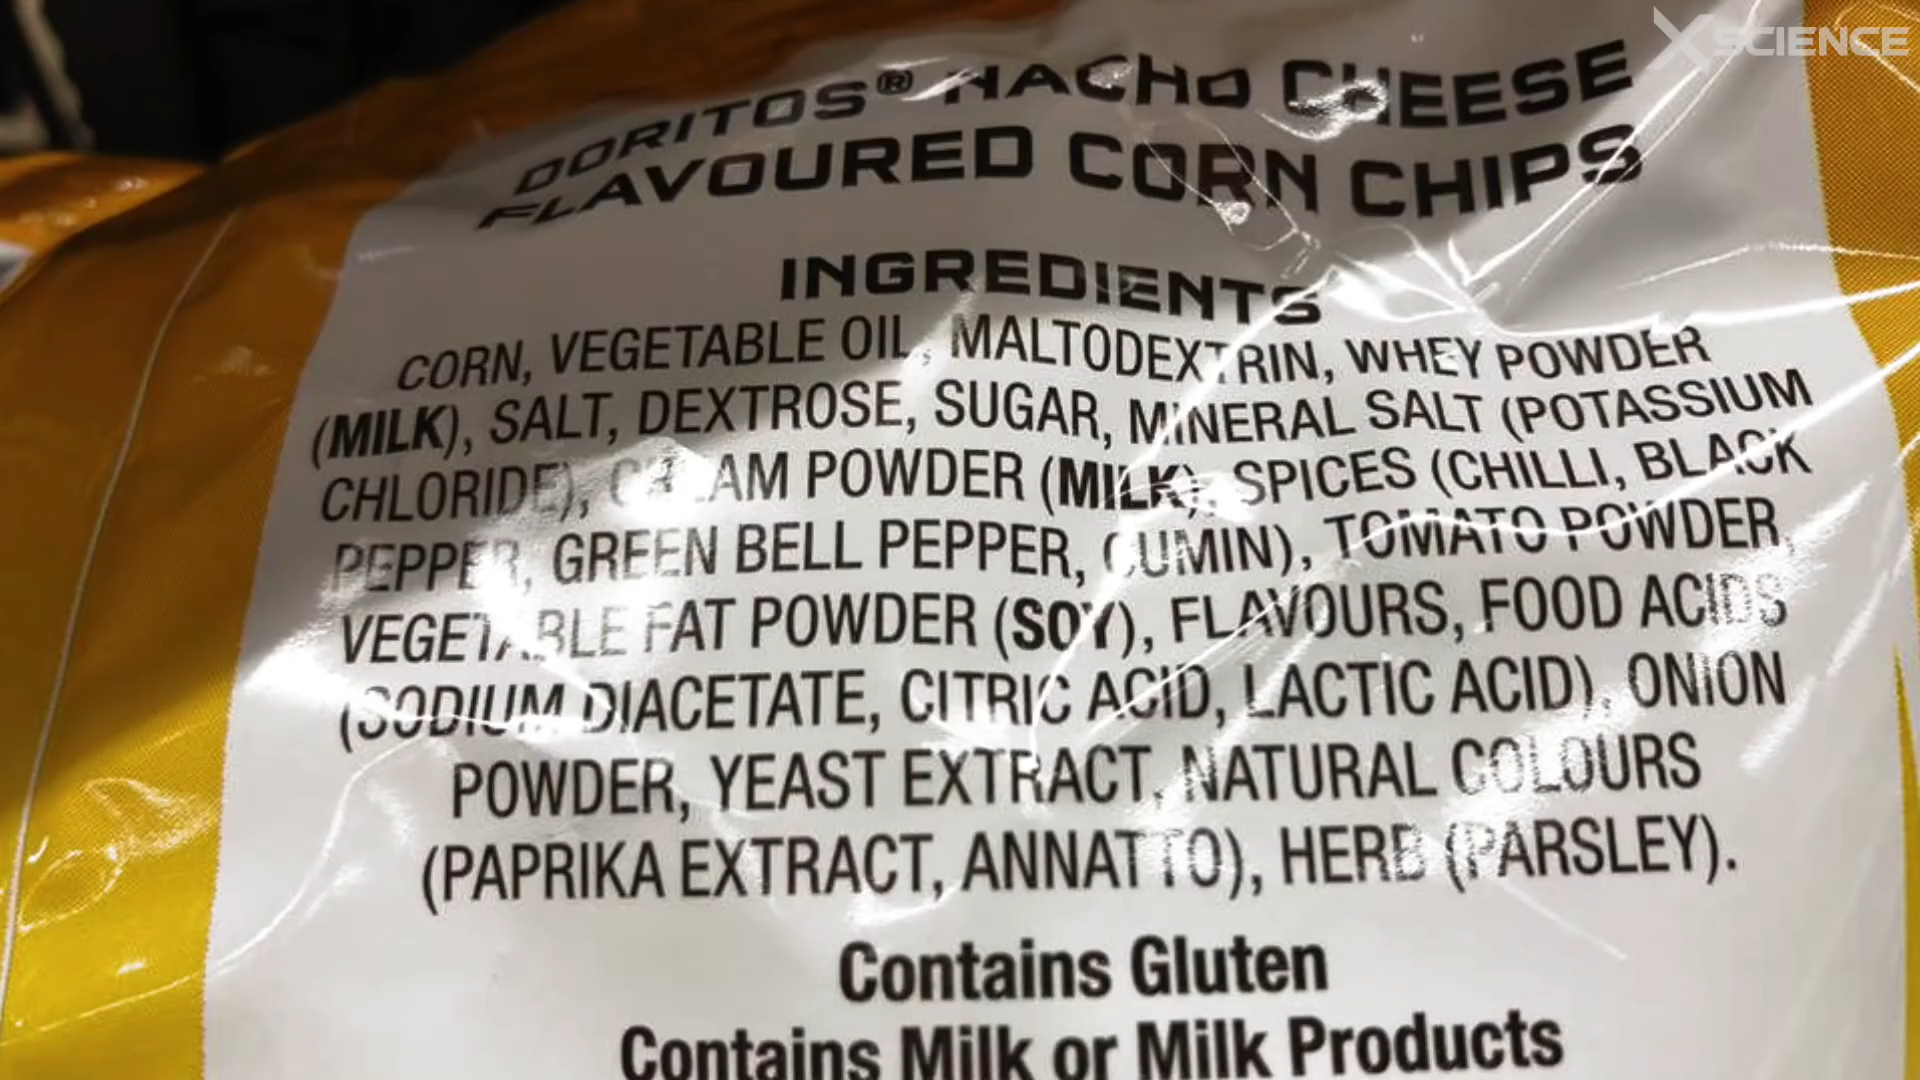 X SCIENCE
DORITOS® NACHO CHEESE
FLAVOURED CORN CHIPS
INGREDIENTS
CORN, VEGETABLE OIL, MALTODEXTRIN, WHEY POWDER
(MILK), SALT, DEXTROSE, SUGAR, MINERAL SALT (POTASSIUM
CHLORIDE), CREAM POWDER (MILK), SPICES (CHILLI, BLACK
PEPPER, GREEN BELL PEPPER, CUMIN), TOMATO POWDER,
VEGETABLE FAT POWDER (SOY), FLAVOURS, FOOD ACIDS
(SODIUM DIACETATE, CITRIC ACID, LACTIC ACID), ONION
POWDER, YEAST EXTRACT, NATURAL COLOURS
(PAPRIKA EXTRACT, ANNATTO), HERB (PARSLEY).
Contains Gluten
Contains Milk or Milk Products